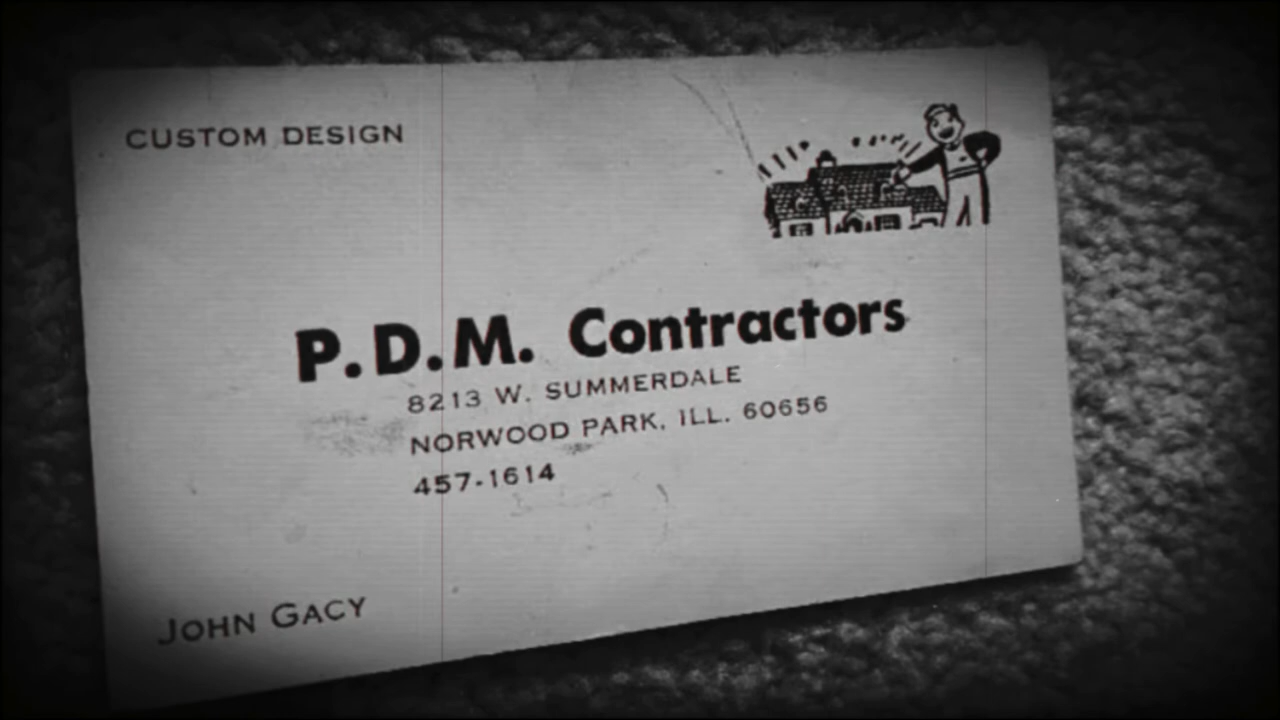 CUSTOM DESIGN
P.D.M. Contractors
8213 W. SUMMERDALE
NORWOOD PARK, ILL. 60656
457-1614
JOHN GACY